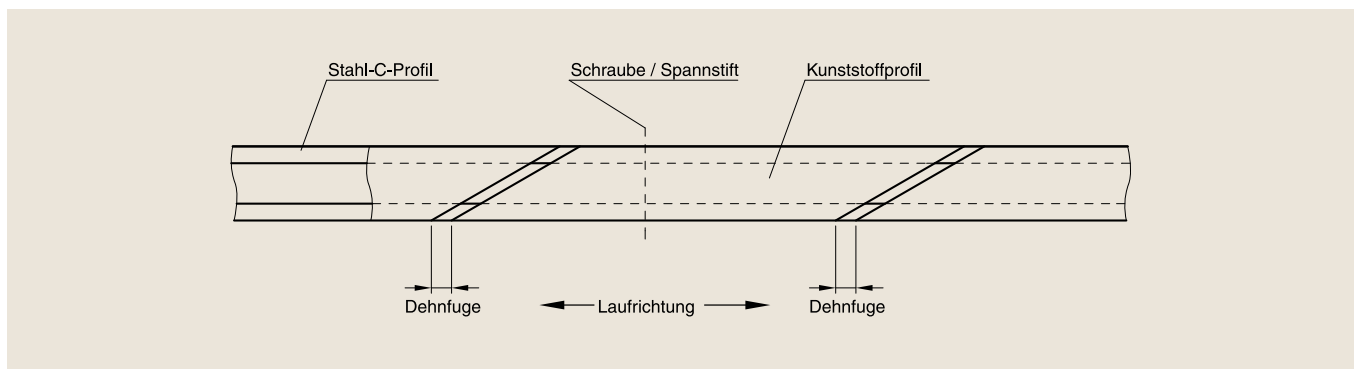 Stahl-C-Profil
Schraube / Spannstift
Kunststoffprofil
Dehnfuge
Laufrichtung
Dehnfuge